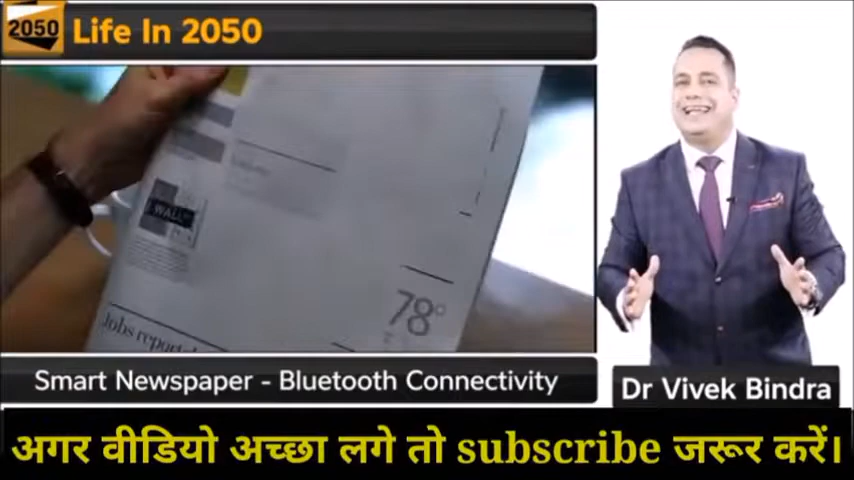 2050
Life In 2050
WALL
78°
Jobs report
Smart Newspaper - Bluetooth Connectivity
Dr Vivek Bindra
अगर वीडियो अच्छा लगे तो subscribe जरूर करें।